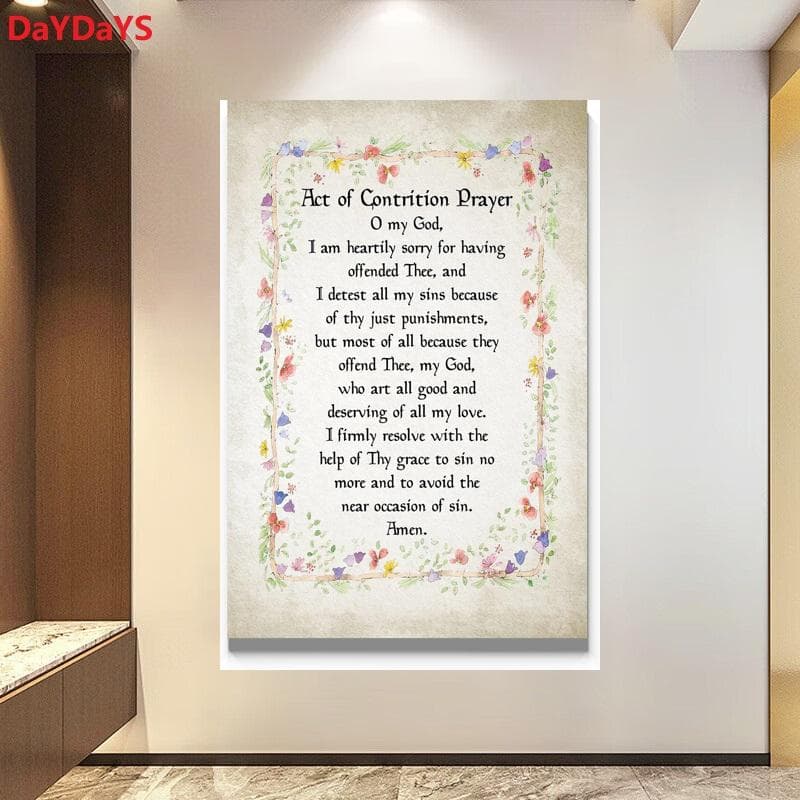 DaYDaYS
Act of Contrition Prayer
O my God,
I am heartily sorry for having
offended Thee, and
I detest all my sins because
of thy just punishments,
but most of all because they
offend Thee, my God,
who art all good and
deserving of all my love.
I firmly resolve with the
help of Thy grace to sin no
more and to avoid the
near occasion of sin.
Amen.